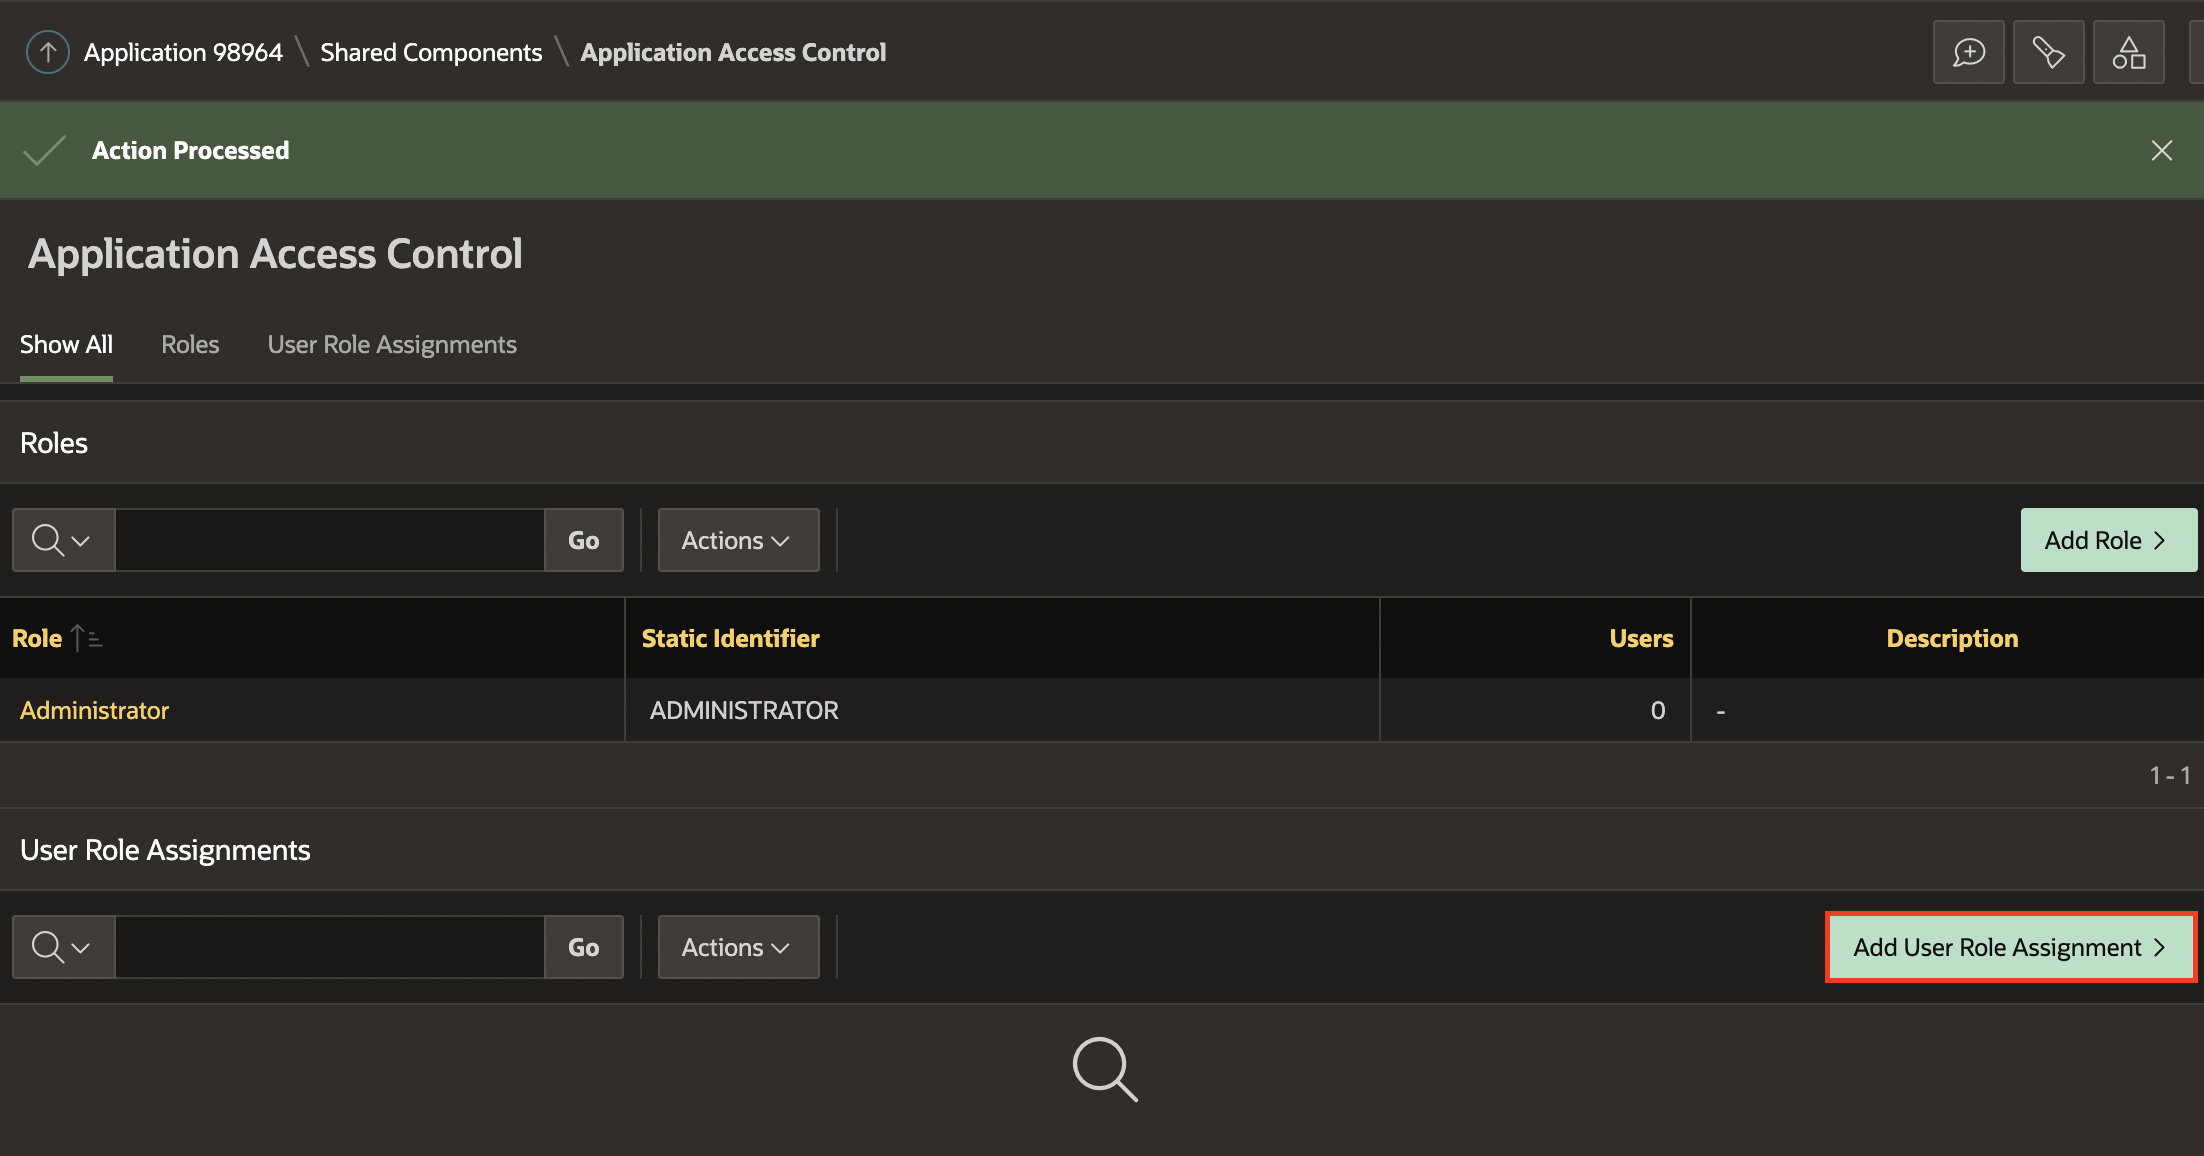 Application 98964 \ Shared Components \ Application Access Control
Action Processed
Application Access Control
Show All Roles User Role Assignments
Roles
Go Actions Add Role
Role Static Identifier Users Description
Administrator ADMINISTRATOR 0 -
1 - 1
User Role Assignments
Go Actions Add User Role Assignment